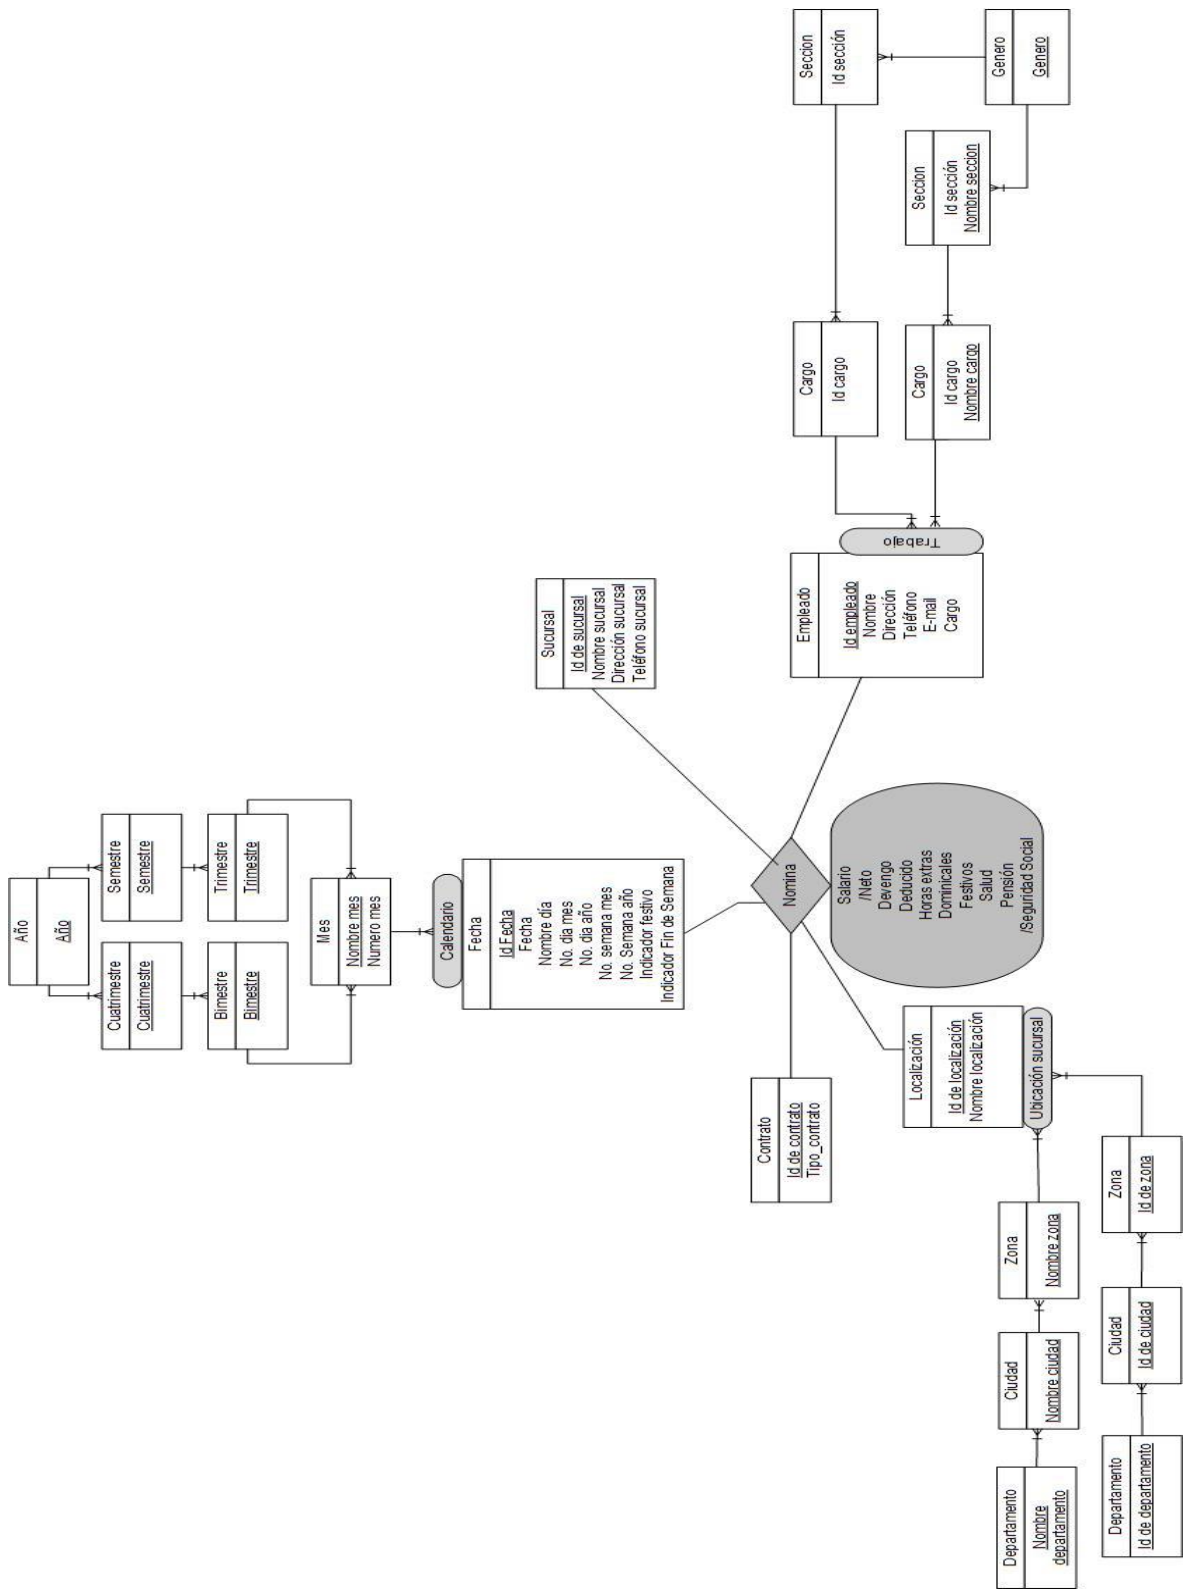 Año
Año
Cuatrimestre
Cuatrimestre
Semestre
Semestre
Bimestre
Bimestre
Trimestre
Trimestre
Mes
Nombre mes
Numero mes
Calendario
Fecha
Id Fecha
Fecha
Nombre día
No. día mes
No. día año
No. semana mes
No. Semana año
Indicador festivo
Indicador Fin de Semana
Sucursal
Id de sucursal
Nombre sucursal
Dirección sucursal
Teléfono sucursal
Contrato
Id de contrato
Tipo_contrato
Nomina
Salario
/Neto
Devengo
Deducido
Horas extras
Dominicales
Festivos
Salud
Pensión
/Seguridad Social
Empleado
Id empleado
Nombre
Dirección
Teléfono
E-mail
Cargo
Trabajo
Cargo
Id cargo
Seccion
Id sección
Cargo
Id cargo
Nombre cargo
Seccion
Id sección
Nombre seccion
Genero
Genero
Localización
Id de localización
Nombre localización
Ubicación sucursal
Departamento
Nombre
departamento
Ciudad
Nombre ciudad
Zona
Nombre zona
Departamento
Id de departamento
Ciudad
Id de ciudad
Zona
Id de zona